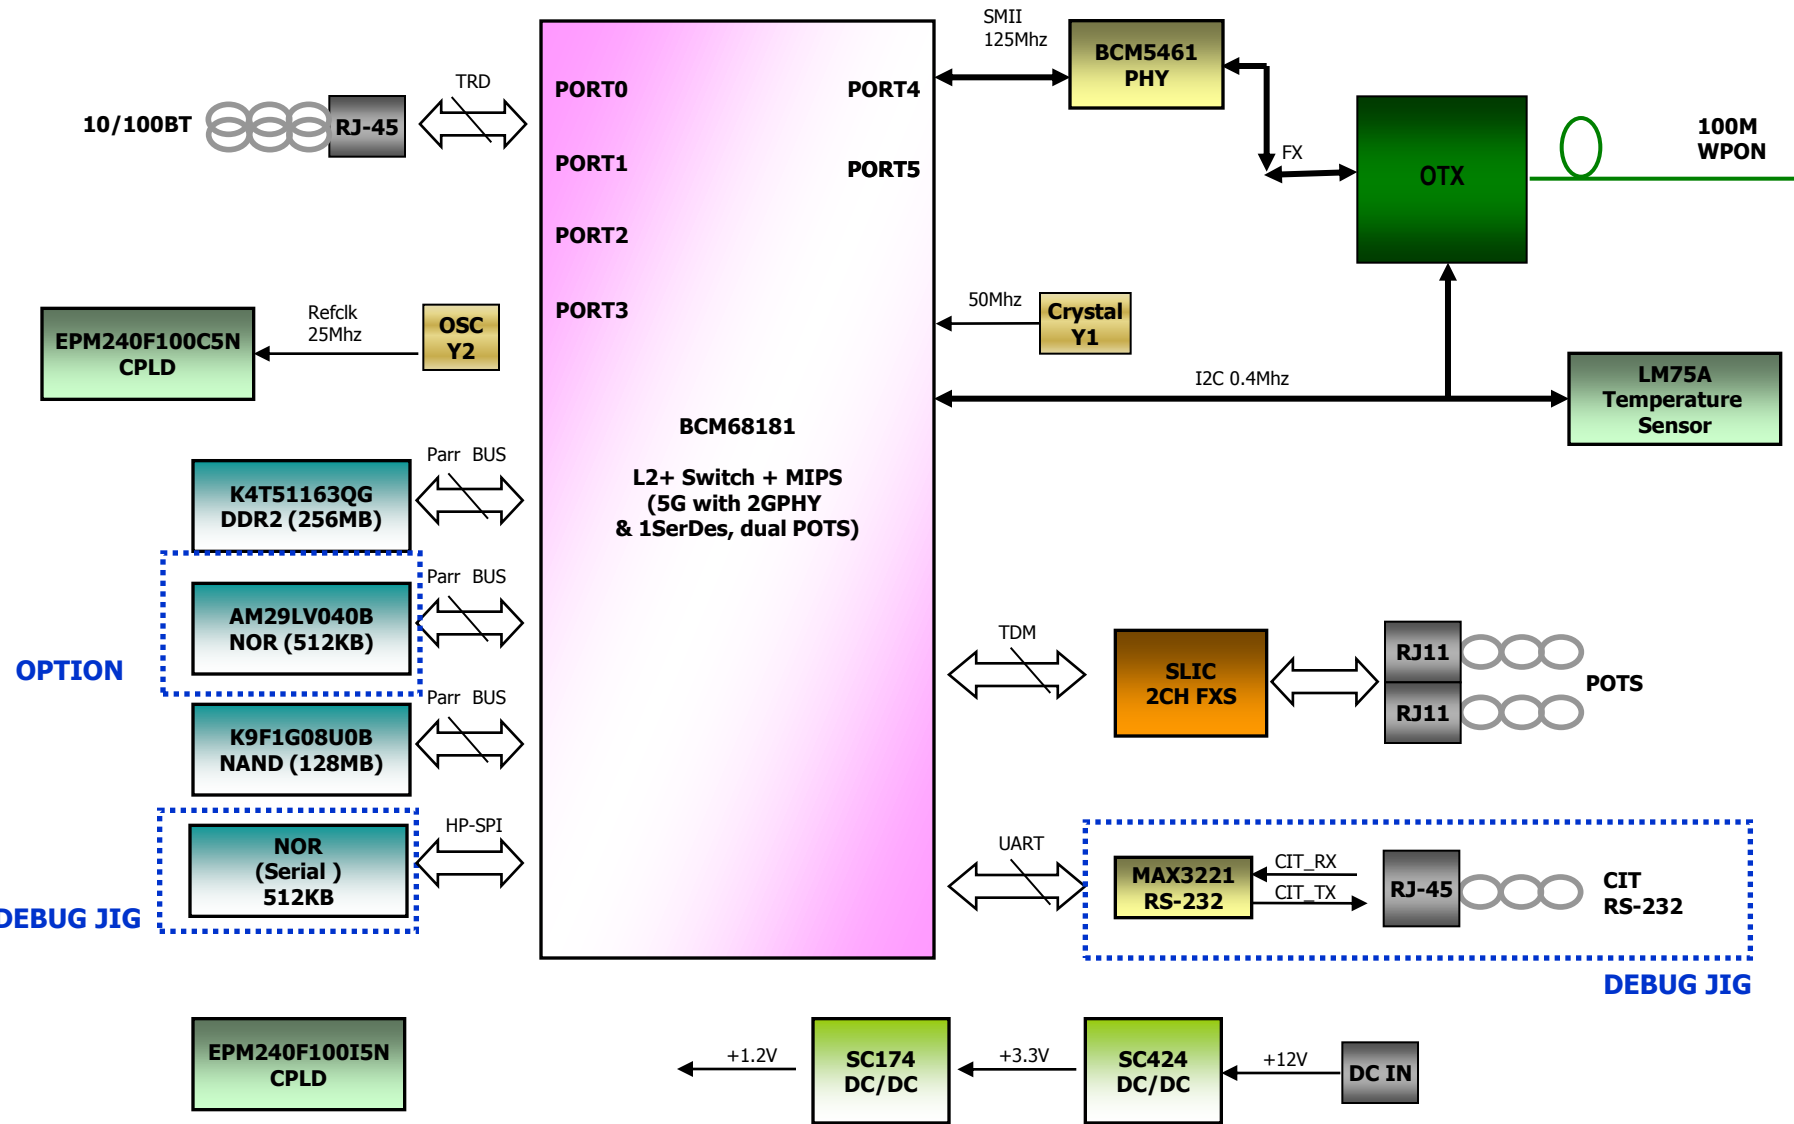 SMII
125Mhz
BCM5461
PHY
TRD
PORT0
PORT4
10/100BT
RJ-45
100M
WPON
FX
PORT1
PORT5
OTX
PORT2
PORT3
Refclk
25Mhz
OSC
Y2
EPM240F100C5N
CPLD
50Mhz
Crystal
Y1
I2C 0.4Mhz
LM75A
Temperature
Sensor
BCM68181
L2+ Switch + MIPS
(5G with 2GPHY
& 1SerDes, dual POTS)
Parr BUS
K4T51163QG
DDR2 (256MB)
Parr BUS
AM29LV040B
NOR (512KB)
OPTION
Parr BUS
K9F1G08U0B
NAND (128MB)
TDM
SLIC
2CH FXS
RJ11
RJ11
POTS
HP-SPI
NOR
(Serial )
512KB
DEBUG JIG
UART
MAX3221
RS-232
CIT_RX
CIT_TX
RJ-45
CIT
RS-232
DEBUG JIG
EPM240F100I5N
CPLD
+1.2V
SC174
DC/DC
+3.3V
SC424
DC/DC
+12V
DC IN